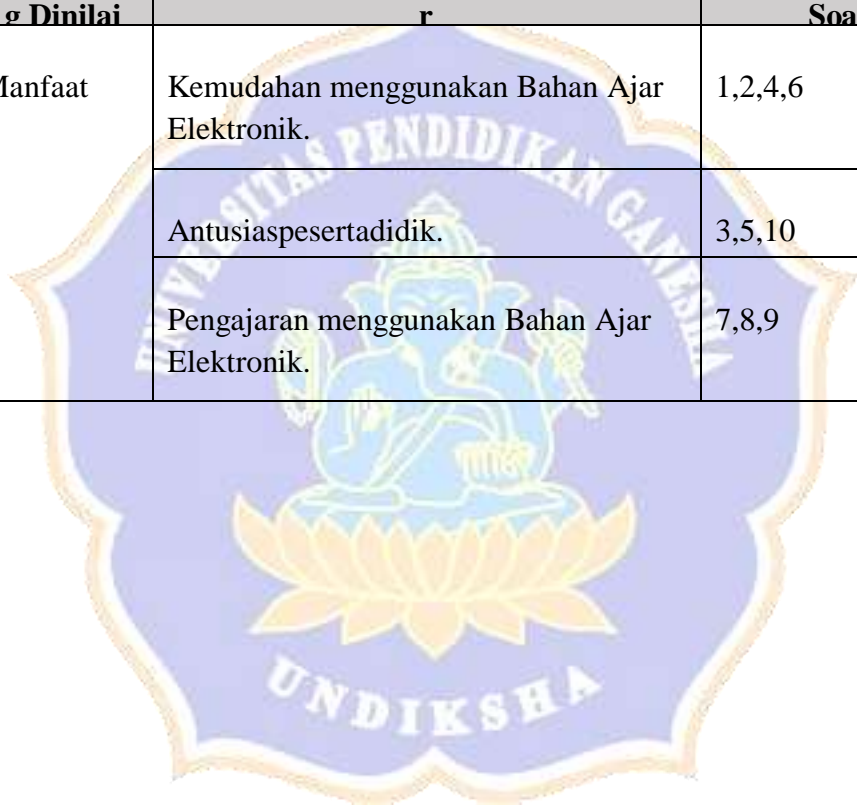 g Dinilai r Soa
Manfaat Kemudahan menggunakan Bahan Ajar 1,2,4,6
Elektronik.
Antusiaspesertadidik. 3,5,10
Pengajaran menggunakan Bahan Ajar 7,8,9
Elektronik.
UNIVERSITAS PENDIDIKAN GANESHA
UNDIKSHA